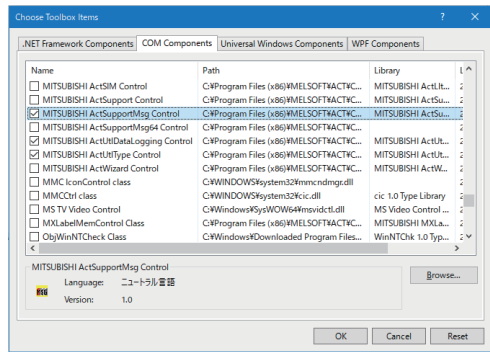 Choose Toolbox Items ? ×
.NET Framework Components COM Components Universal Windows Components WPF Components
Name Path Library
MITSUBISHI ActSIM Control C:¥Program Files (x86)¥MELSOFT¥ACT¥C... MITSUBISHI ActLlt...
MITSUBISHI ActSupport Control C:¥Program Files (x86)¥MELSOFT¥ACT¥C... MITSUBISHI ActSu...
MITSUBISHI ActSupportMsg Control C:¥Program Files (x86)¥MELSOFT¥ACT¥C... MITSUBISHI ActSu...
MITSUBISHI ActSupportMsg64 Control C:¥Program Files (x86)¥MELSOFT¥ACT¥C...
MITSUBISHI ActUtlDataLogging Control C:¥Program Files (x86)¥MELSOFT¥ACT¥C... MITSUBISHI ActUt...
MITSUBISHI ActUtlType Control C:¥Program Files (x86)¥MELSOFT¥ACT¥C... MITSUBISHI ActUt...
MITSUBISHI ActWizard Control C:¥Program Files (x86)¥MELSOFT¥ACT¥C... MITSUBISHI ActW...
MMC IconControl class C:¥WINDOWS¥system32¥mmcndmgr.dll
MMCCtrl class C:¥WINDOWS¥system32¥cic.dll cic 1.0 Type Library
MS TV Video Control C:¥Windows¥SysWOW64¥msvidctl.dll MS Video Control ...
MXLabelMemControl Class C:¥Program Files (x86)¥MELSOFT¥ACT¥C... MITSUBISHI MXLa...
ObjWinNTCheck Class C:¥Windows¥Downloaded Program Files... WinNTChk 1.0 Typ...
MITSUBISHI ActSupportMsg Control
Language: ニュートラル言語
MSG
Version: 1.0
Browse...
OK Cancel Reset